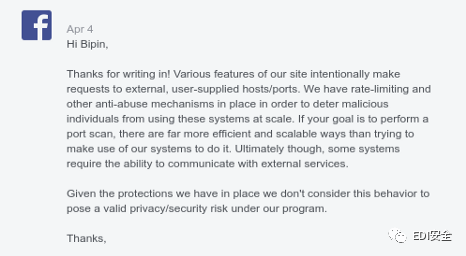 Apr 4
Hi Bipin,
Thanks for writing in! Various features of our site intentionally make
requests to external, user-supplied hosts/ports. We have rate-limiting and
other anti-abuse mechanisms in place in order to deter malicious
individuals from using these systems at scale. If your goal is to perform a
port scan, there are far more efficient and scalable ways than trying to
make use of our systems to do it. Ultimately though, some systems
require the ability to communicate with external services.
Given the protections we have in place we don't consider this behavior to
pose a valid privacy/security risk under our program.
Thanks,
EDI安全